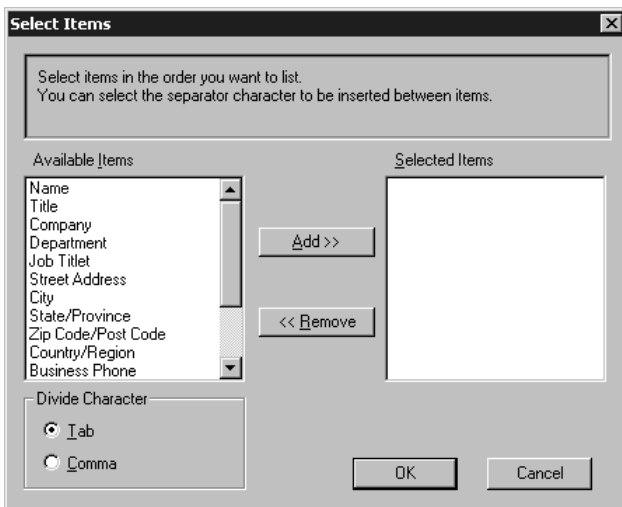 Select Items
Select items in the order you want to list.
You can select the separator character to be inserted between items.
Available Items
Selected Items
Name
Title
Company
Department
Job Titlet
Street Address
City
State/Province
Zip Code/Post Code
Country/Region
Business Phone
Add >>
<< Remove
Divide Character
Tab
Comma
OK
Cancel